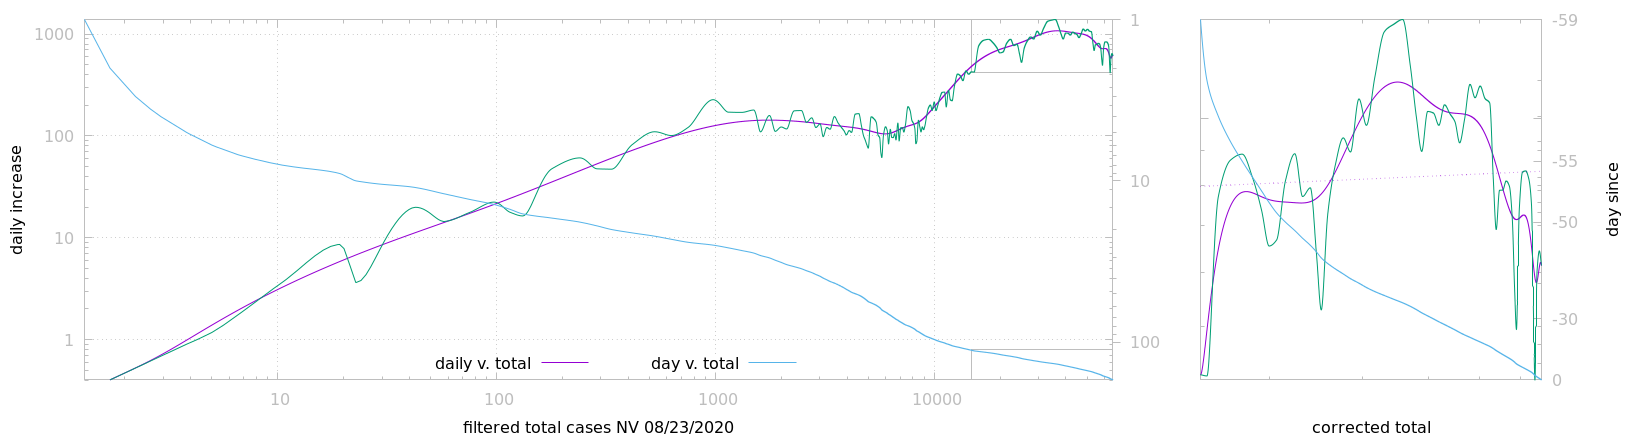 1000
100
10
1
daily increase
10
100
1000
10000
1
10
100
daily v. total
day v. total
filtered total cases NV 08/23/2020
-59
-55
-50
-30
0
day since
corrected total